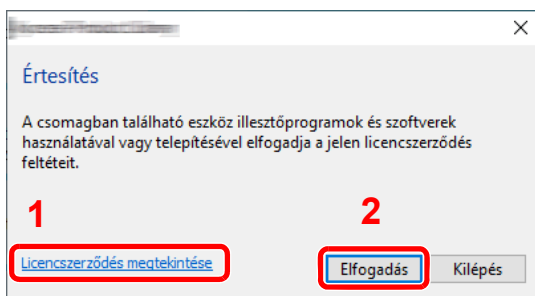 Értesítés
A csomagban található eszköz illesztőprogramok és szoftverek
használatával vagy telepítésével elfogadja a jelen licencszerződés
feltéteit.
1
2
Licencszerződés megtekintése
Elfogadás
Kilépés